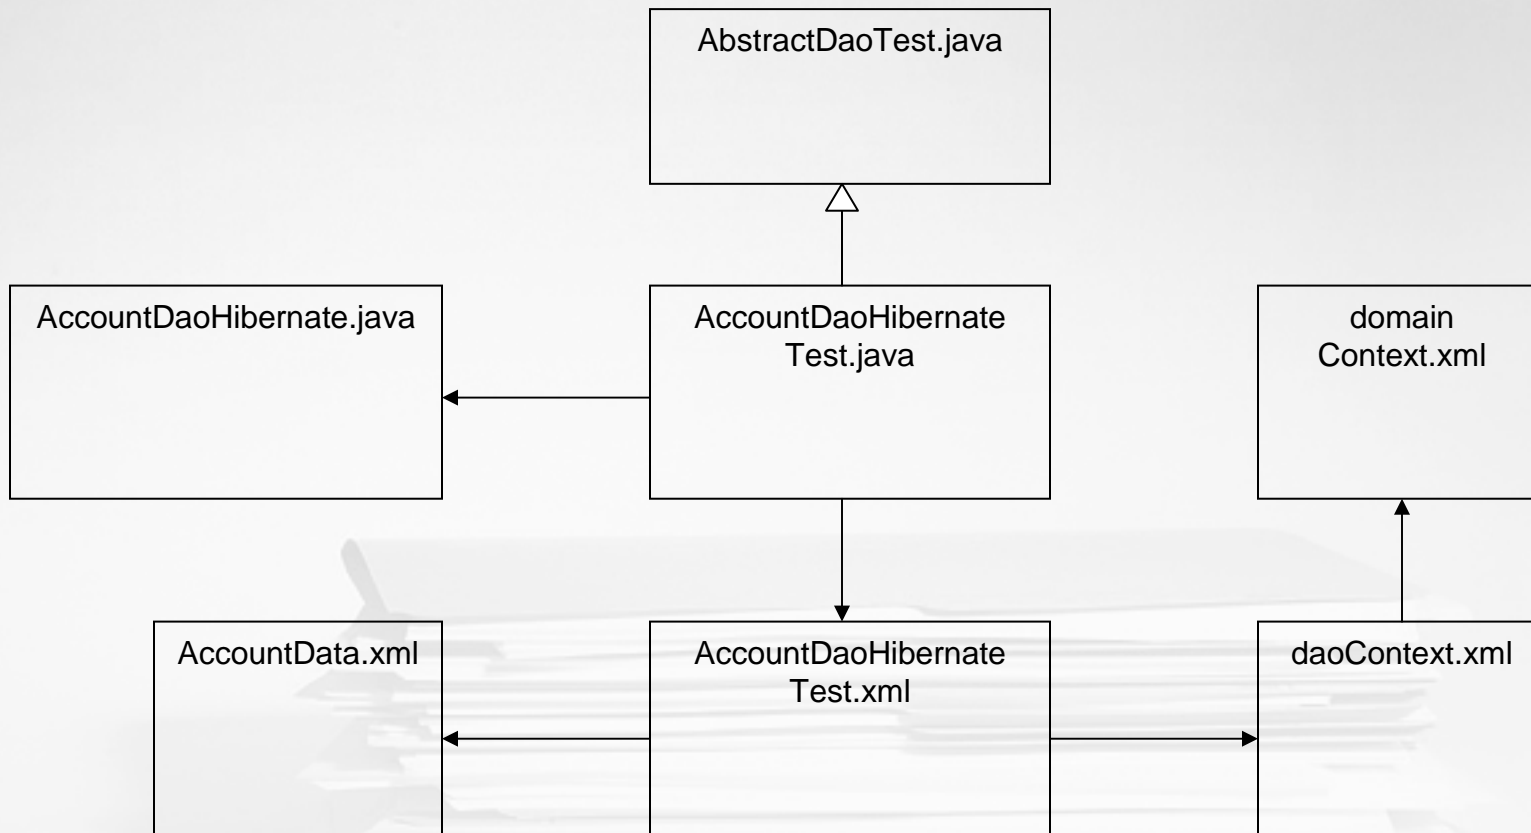 AbstractDaoTest.java
AccountDaoHibernate.java
AccountDaoHibernate
Test.java
domain
Context.xml
AccountData.xml
AccountDaoHibernate
Test.xml
daoContext.xml